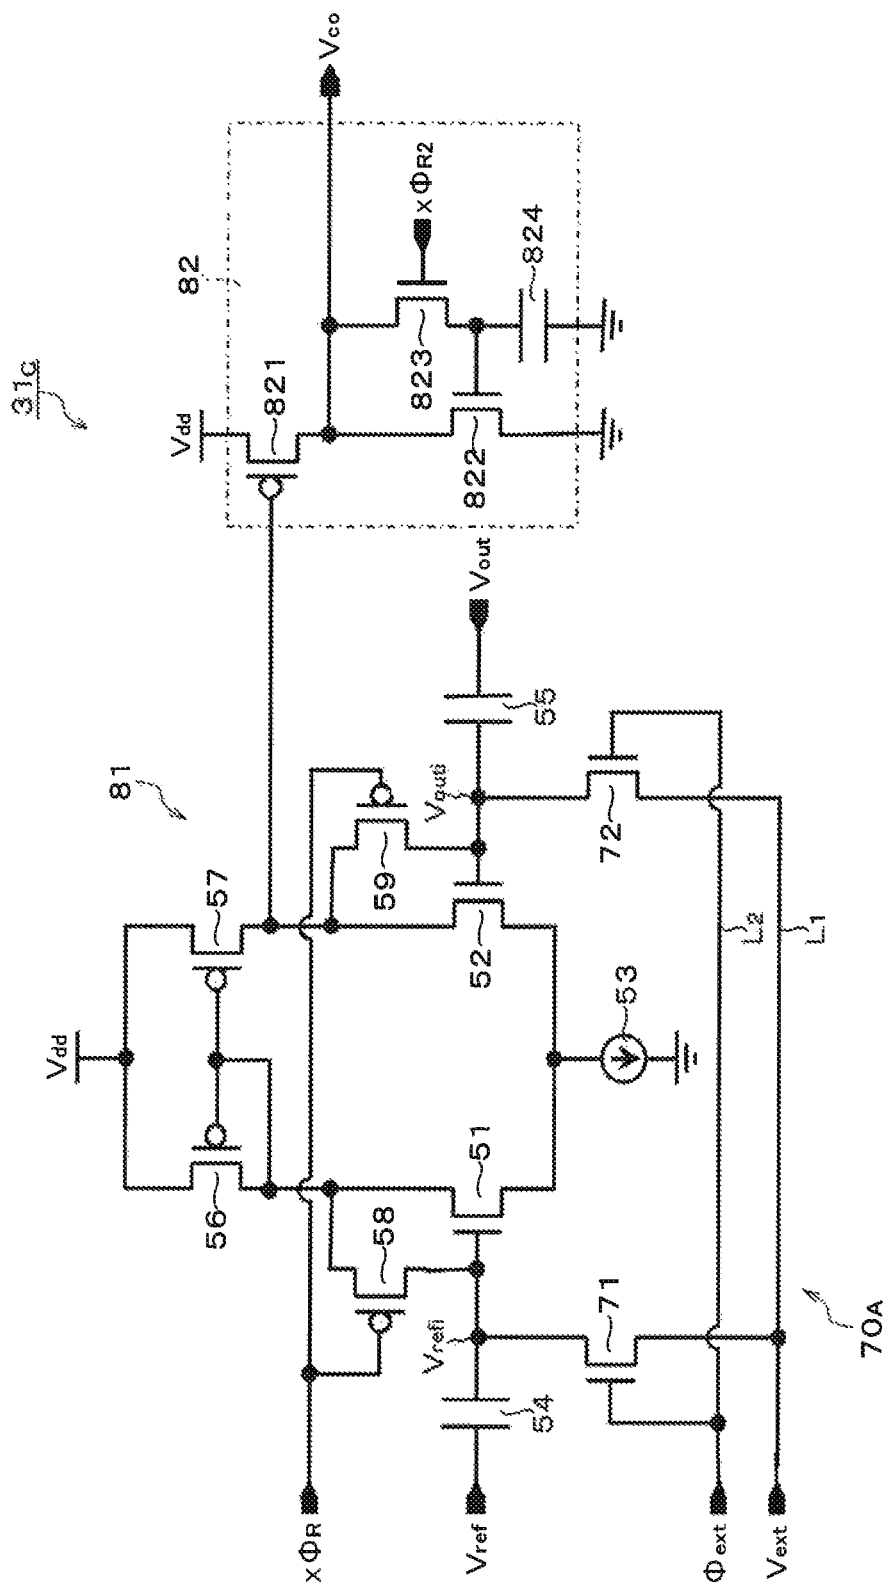 31C
Vdd
81
82
Vdd
56
57
821
Vco
xΦR
58
59
823
xΦR2
Vrefi
Vouti
822
824
Vref
54
51
52
55
Vout
53
71
72
Φext
L2
Vext
L1
70A